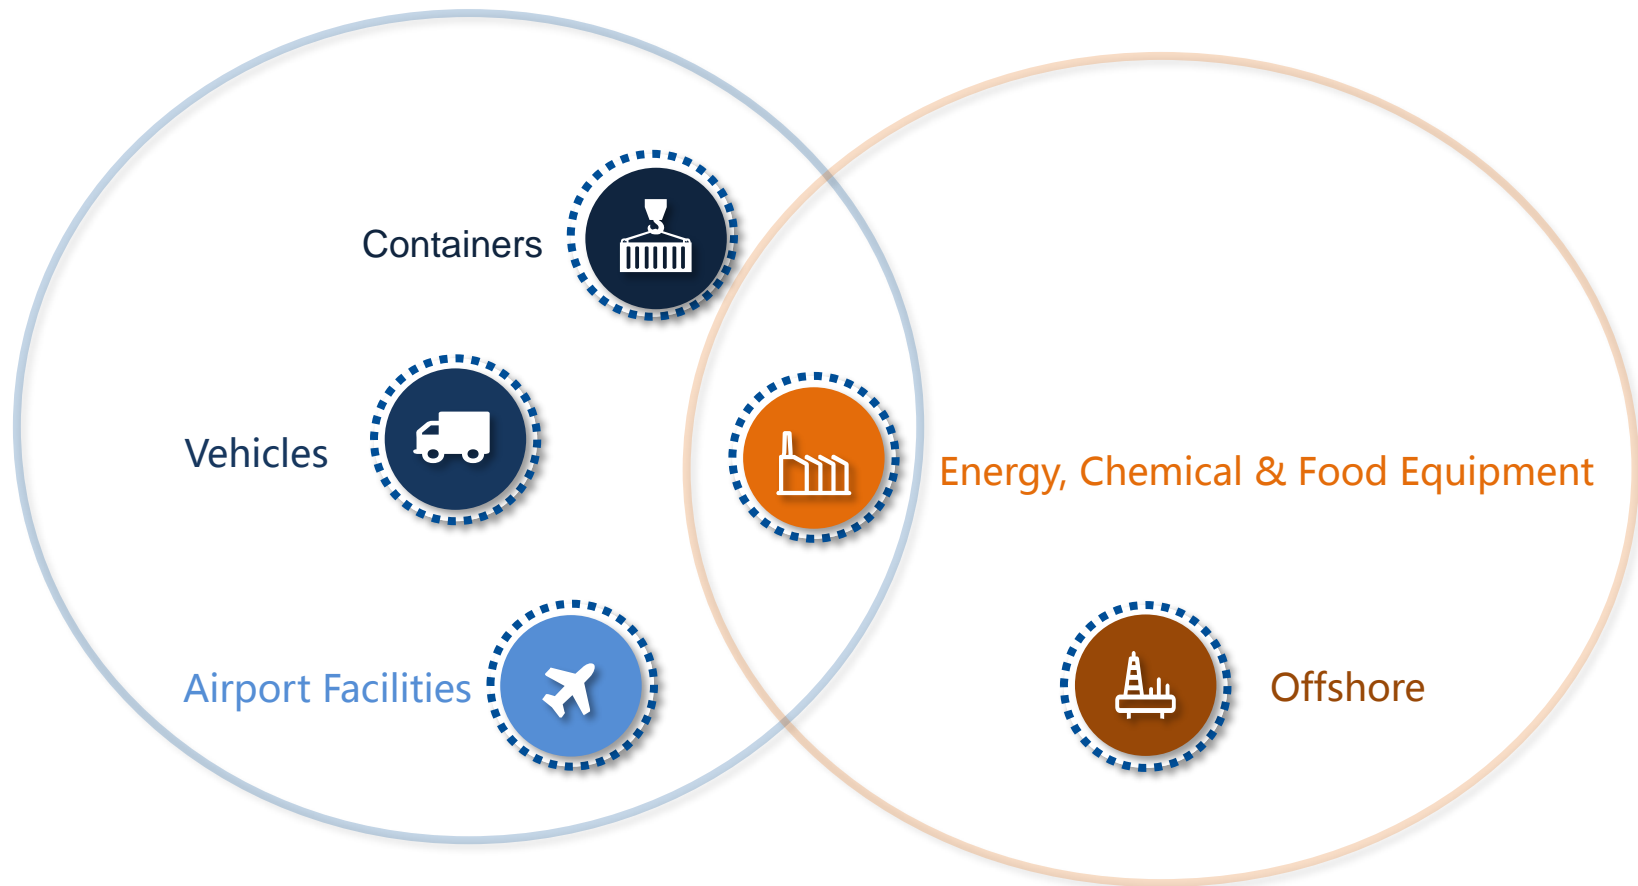 Containers
Vehicles
Energy, Chemical & Food Equipment
Airport Facilities
Offshore